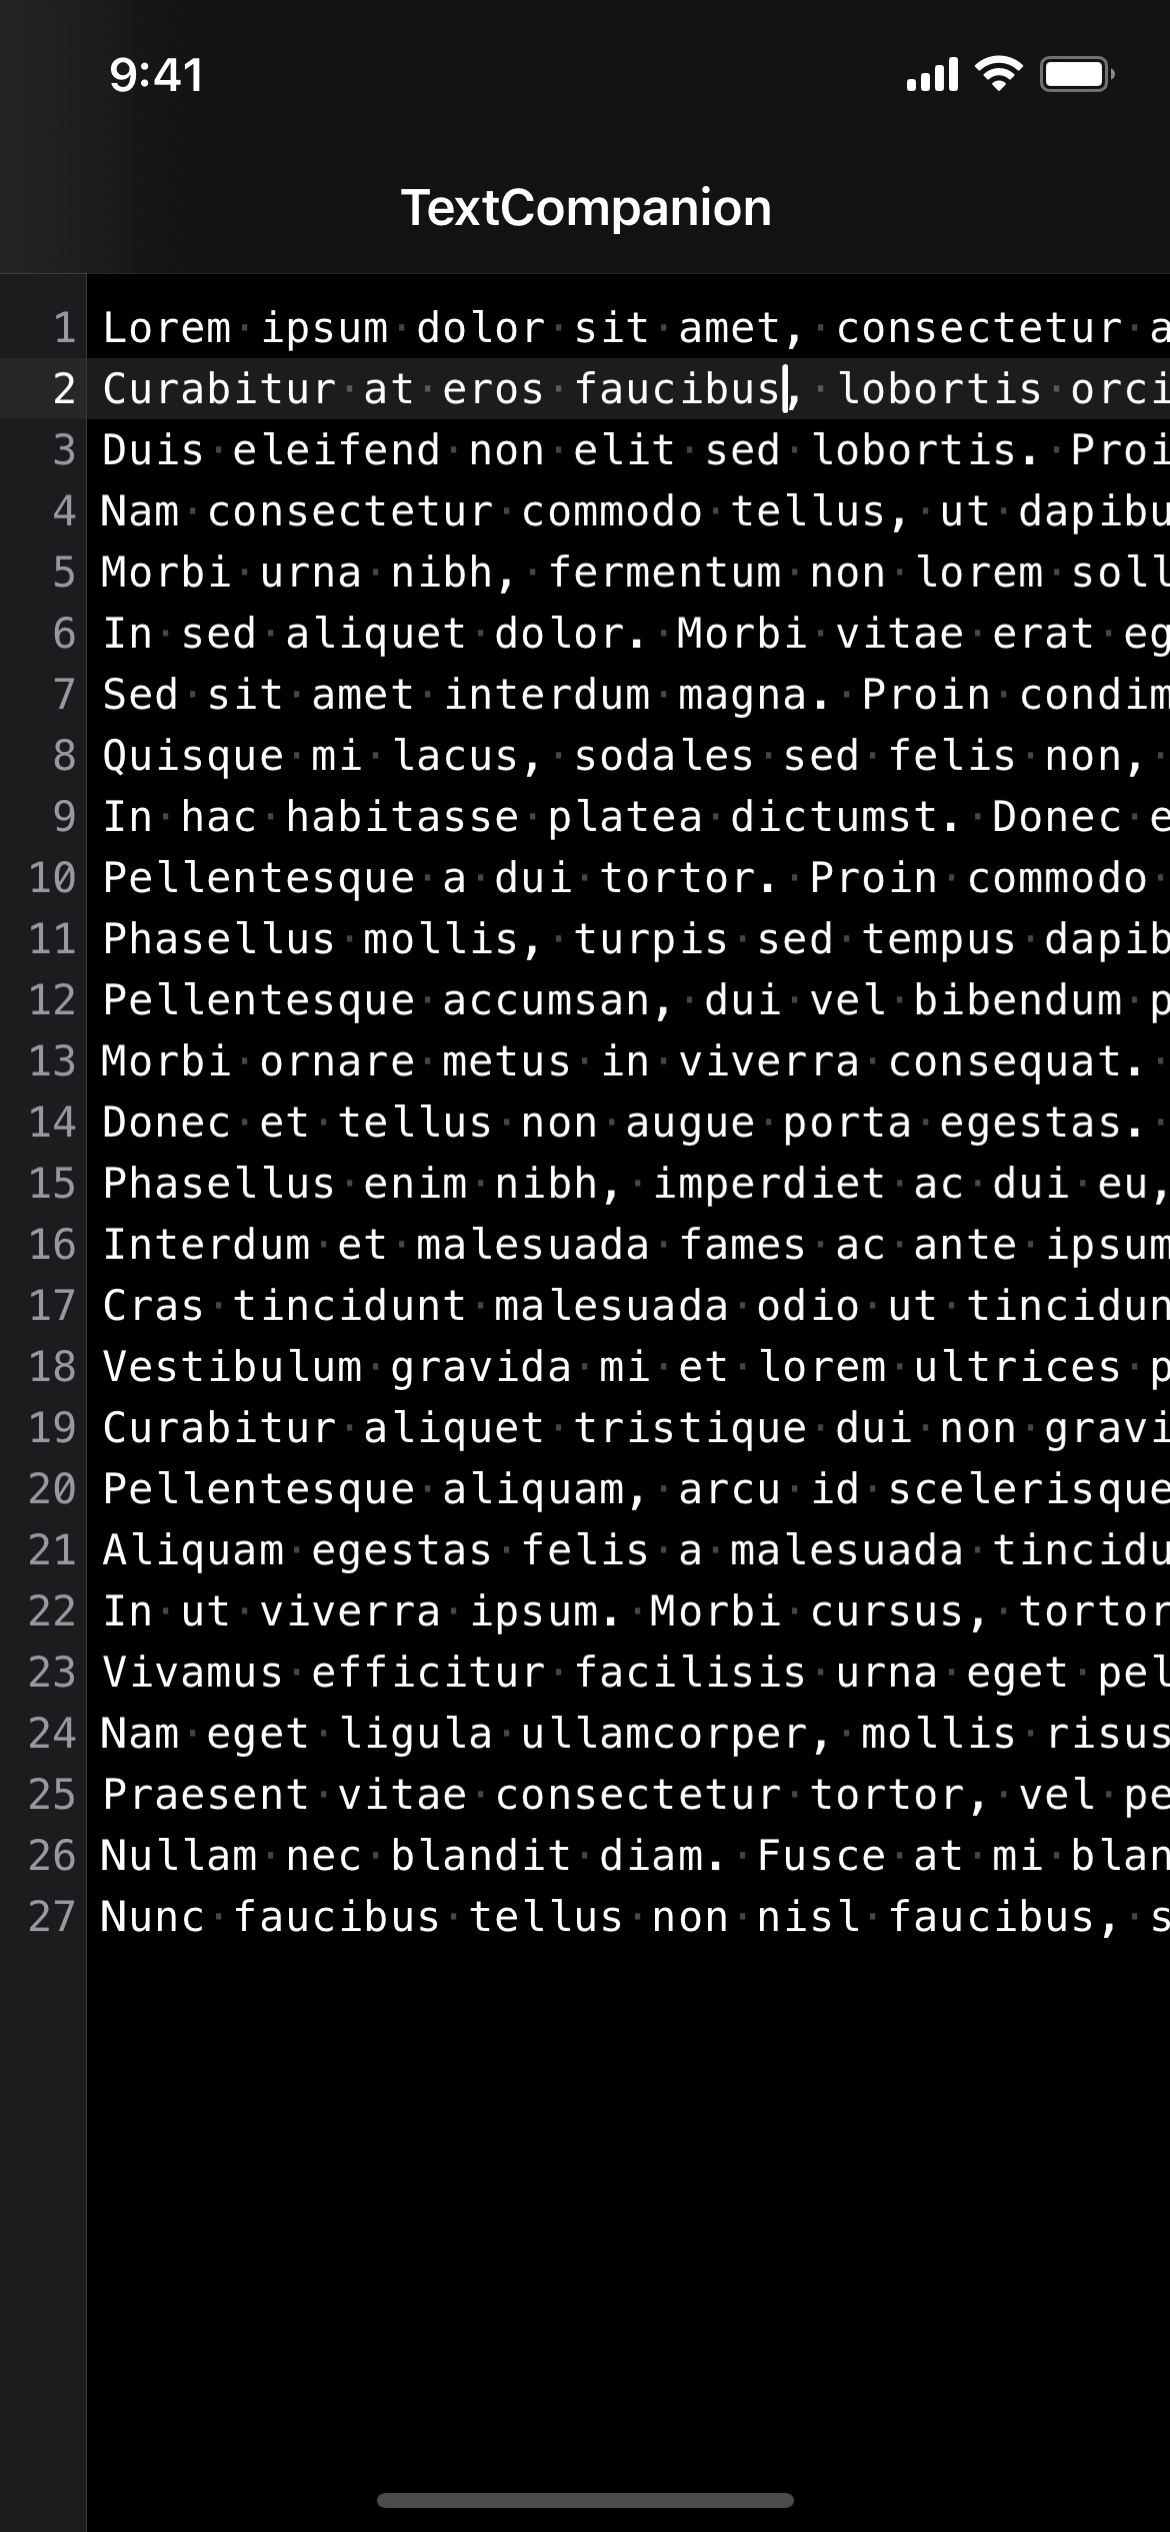 9:41
TextCompanion
1 Lorem ipsum dolor sit amet, consectetur a
2 Curabitur at eros faucibus, lobortis orci
3 Duis eleifend non elit sed lobortis. Proi
4 Nam consectetur commodo tellus, ut dapibu
5 Morbi urna nibh, fermentum non lorem soll
6 In sed aliquet dolor. Morbi vitae erat eg
7 Sed sit amet interdum magna. Proin condim
8 Quisque mi lacus, sodales sed felis non,
9 In hac habitasse platea dictumst. Donec e
10 Pellentesque a dui tortor. Proin commodo
11 Phasellus mollis, turpis sed tempus dapib
12 Pellentesque accumsan, dui vel bibendum p
13 Morbi ornare metus in viverra consequat.
14 Donec et tellus non augue porta egestas.
15 Phasellus enim nibh, imperdiet ac dui eu,
16 Interdum et malesuada fames ac ante ipsum
17 Cras tincidunt malesuada odio ut tincidun
18 Vestibulum gravida mi et lorem ultrices p
19 Curabitur aliquet tristique dui non gravi
20 Pellentesque aliquam, arcu id scelerisque
21 Aliquam egestas felis a malesuada tincidu
22 In ut viverra ipsum. Morbi cursus, tortor
23 Vivamus efficitur facilisis urna eget pel
24 Nam eget ligula ullamcorper, mollis risus
25 Praesent vitae consectetur tortor, vel pe
26 Nullam nec blandit diam. Fusce at mi blan
27 Nunc faucibus tellus non nisl faucibus, s